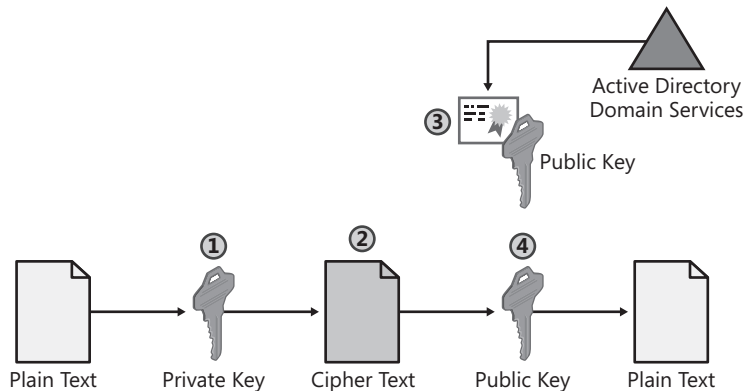 Active Directory
Domain Services
3
Public Key
1
2
4
Plain Text
Private Key
Cipher Text
Public Key
Plain Text